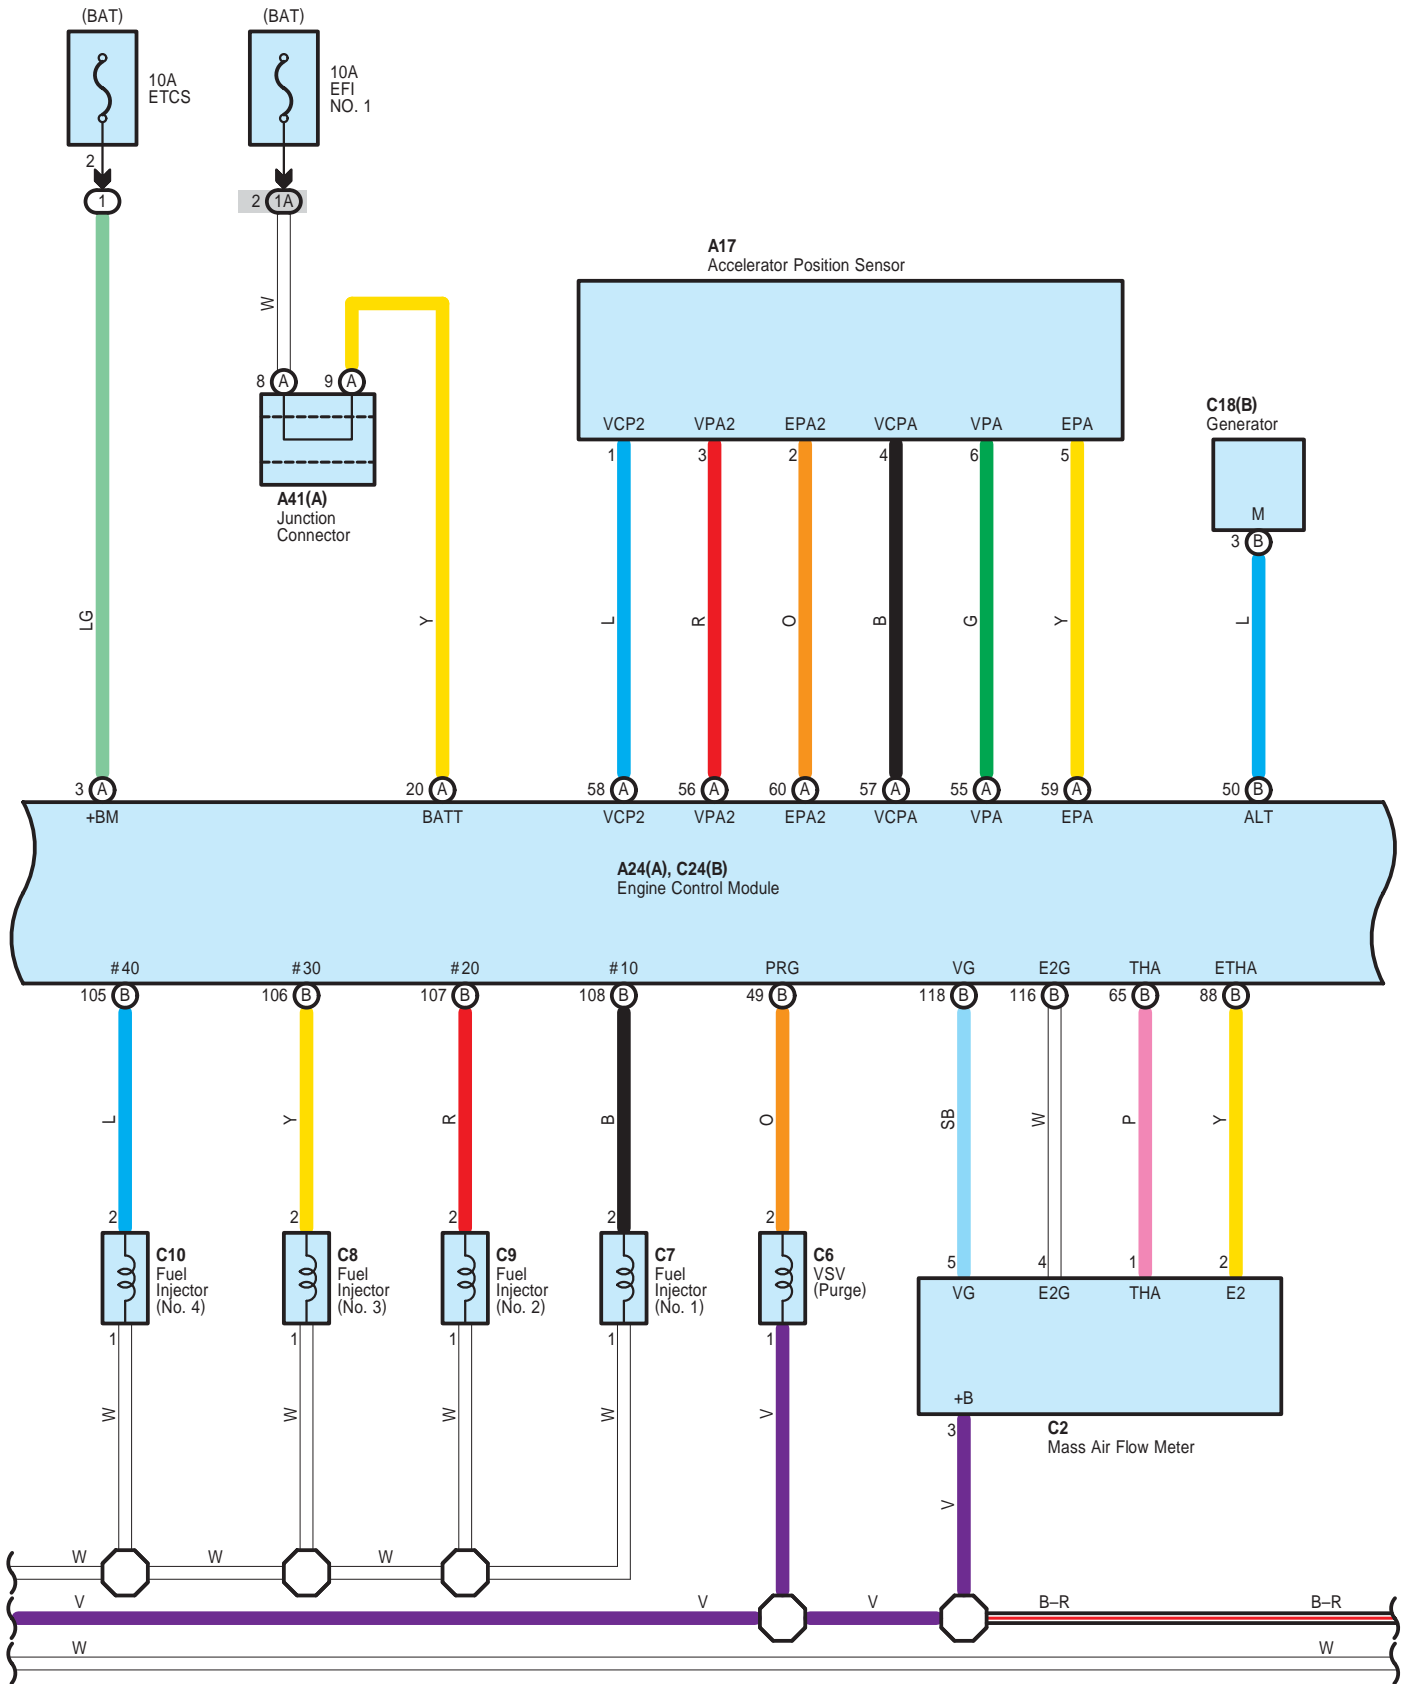 (BAT) (BAT)
10A
ETCS
10A
EFI
NO. 1
2
1 2 1A
W
A17
Accelerator Position Sensor
8 A 9 A
VCP2 VPA2 EPA2 VCPA VPA EPA
1 3 2 4 6 5
C18(B)
Generator
M
3 B
A41(A)
Junction
Connector
LG Y L R O B G Y L
3 A 20 A 58 A 56 A 60 A 57 A 55 A 59 A 50 B
+BM BATT VCP2 VPA2 EPA2 VCPA VPA EPA ALT
A24(A), C24(B)
Engine Control Module
#40 #30 #20 #10 PRG VG E2G THA ETHA
105 B 106 B 107 B 108 B 49 B 118 B 116 B 65 B 88 B
L Y R B O SB W P Y
2 2 2 2 2
C10
Fuel
Injector
(No. 4)
C8
Fuel
Injector
(No. 3)
C9
Fuel
Injector
(No. 2)
C7
Fuel
Injector
(No. 1)
C6
VSV
(Purge)
5 4 1 2
VG E2G THA E2
1 1 1 1 1
+B
3
C2
Mass Air Flow Meter
W W W W V
V
W W W
V V V B–R B–R
W W